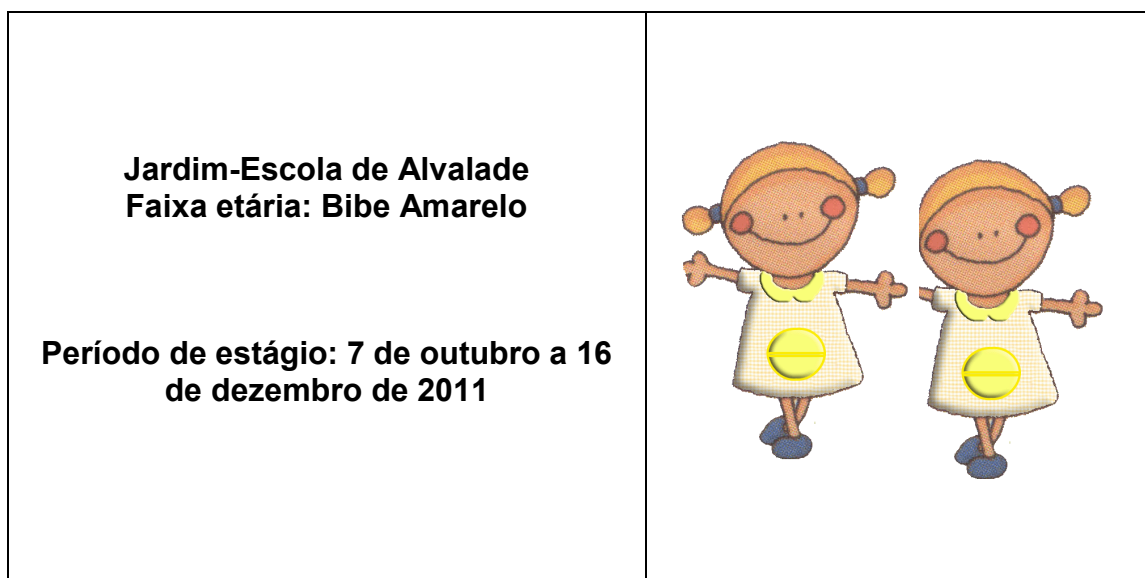 Jardim-Escola de Alvalade
Faixa etária: Bibe Amarelo
Período de estágio: 7 de outubro a 16
de dezembro de 2011